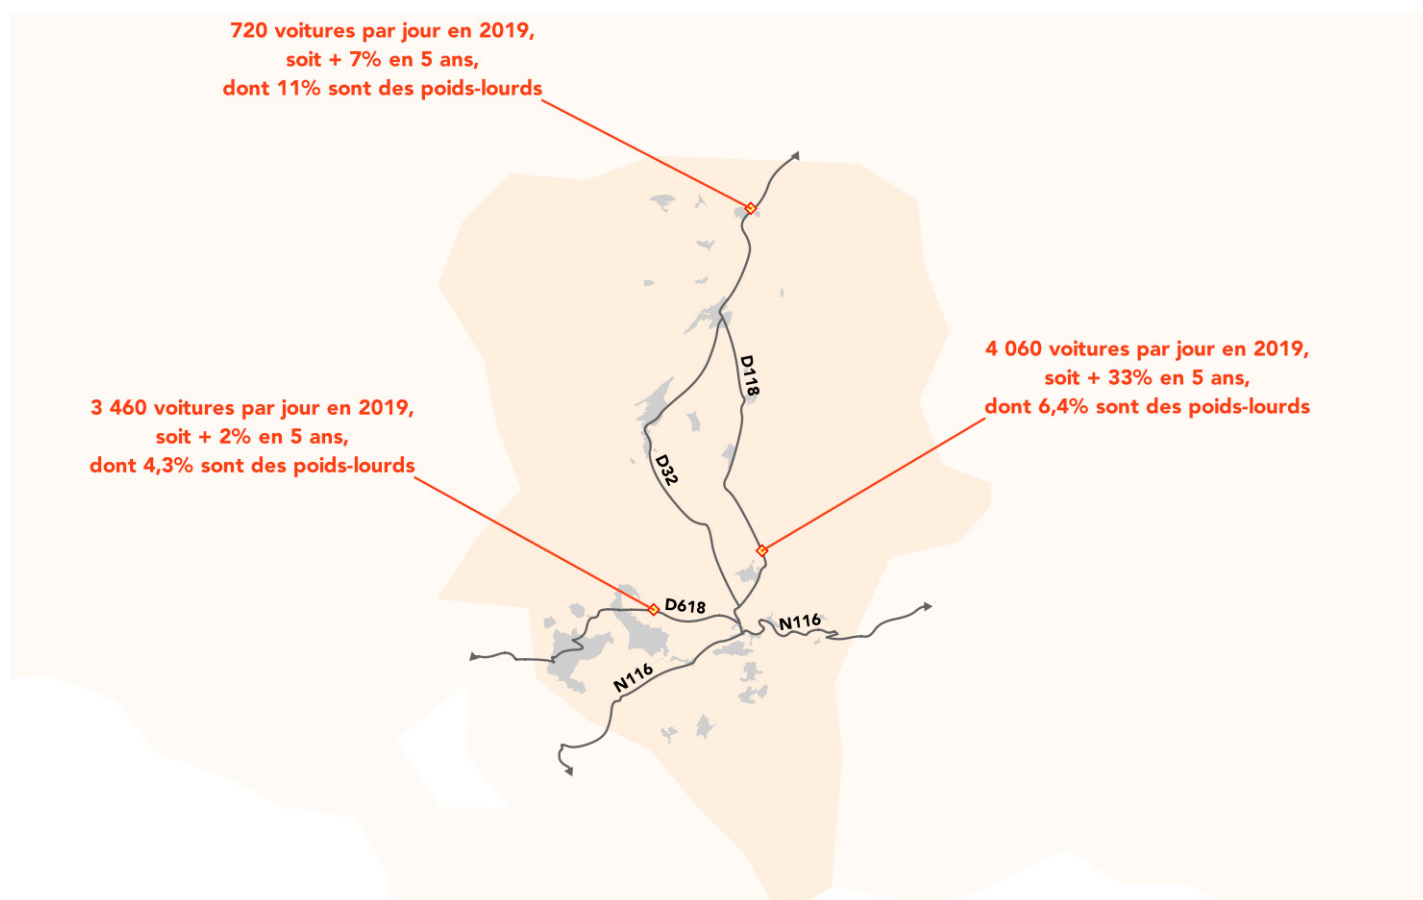 720 voitures par jour en 2019,
soit + 7% en 5 ans,
dont 11% sont des poids-lourds
4 060 voitures par jour en 2019,
soit + 33% en 5 ans,
dont 6,4% sont des poids-lourds
3 460 voitures par jour en 2019,
soit + 2% en 5 ans,
dont 4,3% sont des poids-lourds
D118
D32
D618
N116
N116